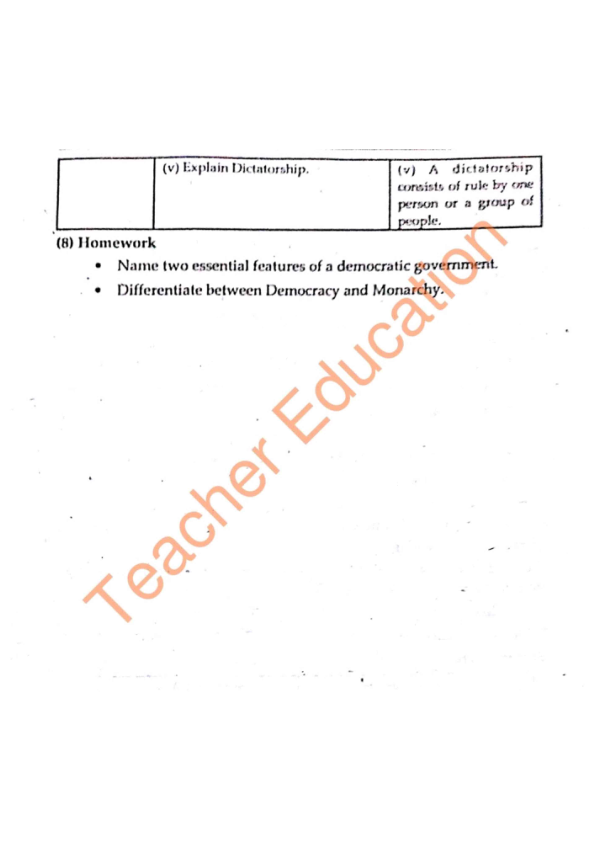 (v) Explain Dictatorship.
(v) A dictatorship
consists of rule by one
person or a group of
people.
(8) Homework
• Name two essential features of a democratic government.
• Differentiate between Democracy and Monarchy.
Teacher Education